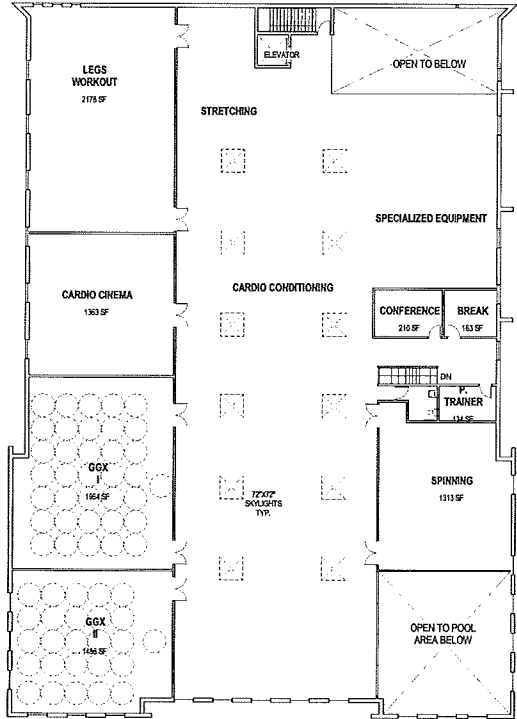 ELEVATOR
OPEN TO BELOW
LEGS
WORKOUT
2178 SF
STRETCHING
SPECIALIZED EQUIPMENT
CARDIO CINEMA
1363 SF
CARDIO CONDITIONING
CONFERENCE
210 SF
BREAK
163 SF
DN
P.
TRAINER
134 SF
GGX
I
1964 SF
72"X72"
SKYLIGHTS
TYP.
SPINNING
1313 SF
GGX
II
1486 SF
OPEN TO POOL
AREA BELOW